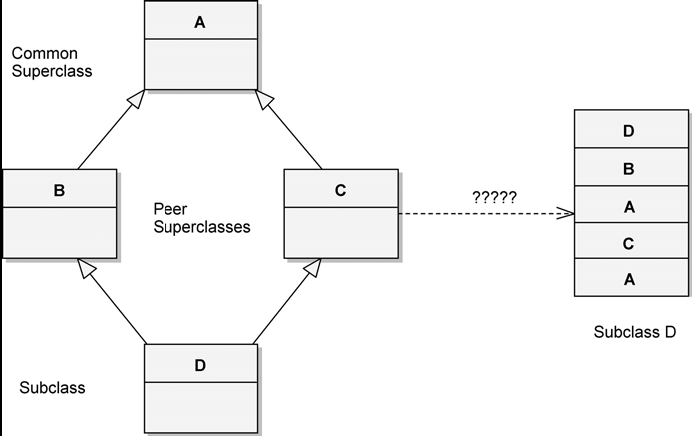 A
Common
Superclass
B
Peer
Superclasses
C
?????
D
B
A
C
A
Subclass D
D
Subclass